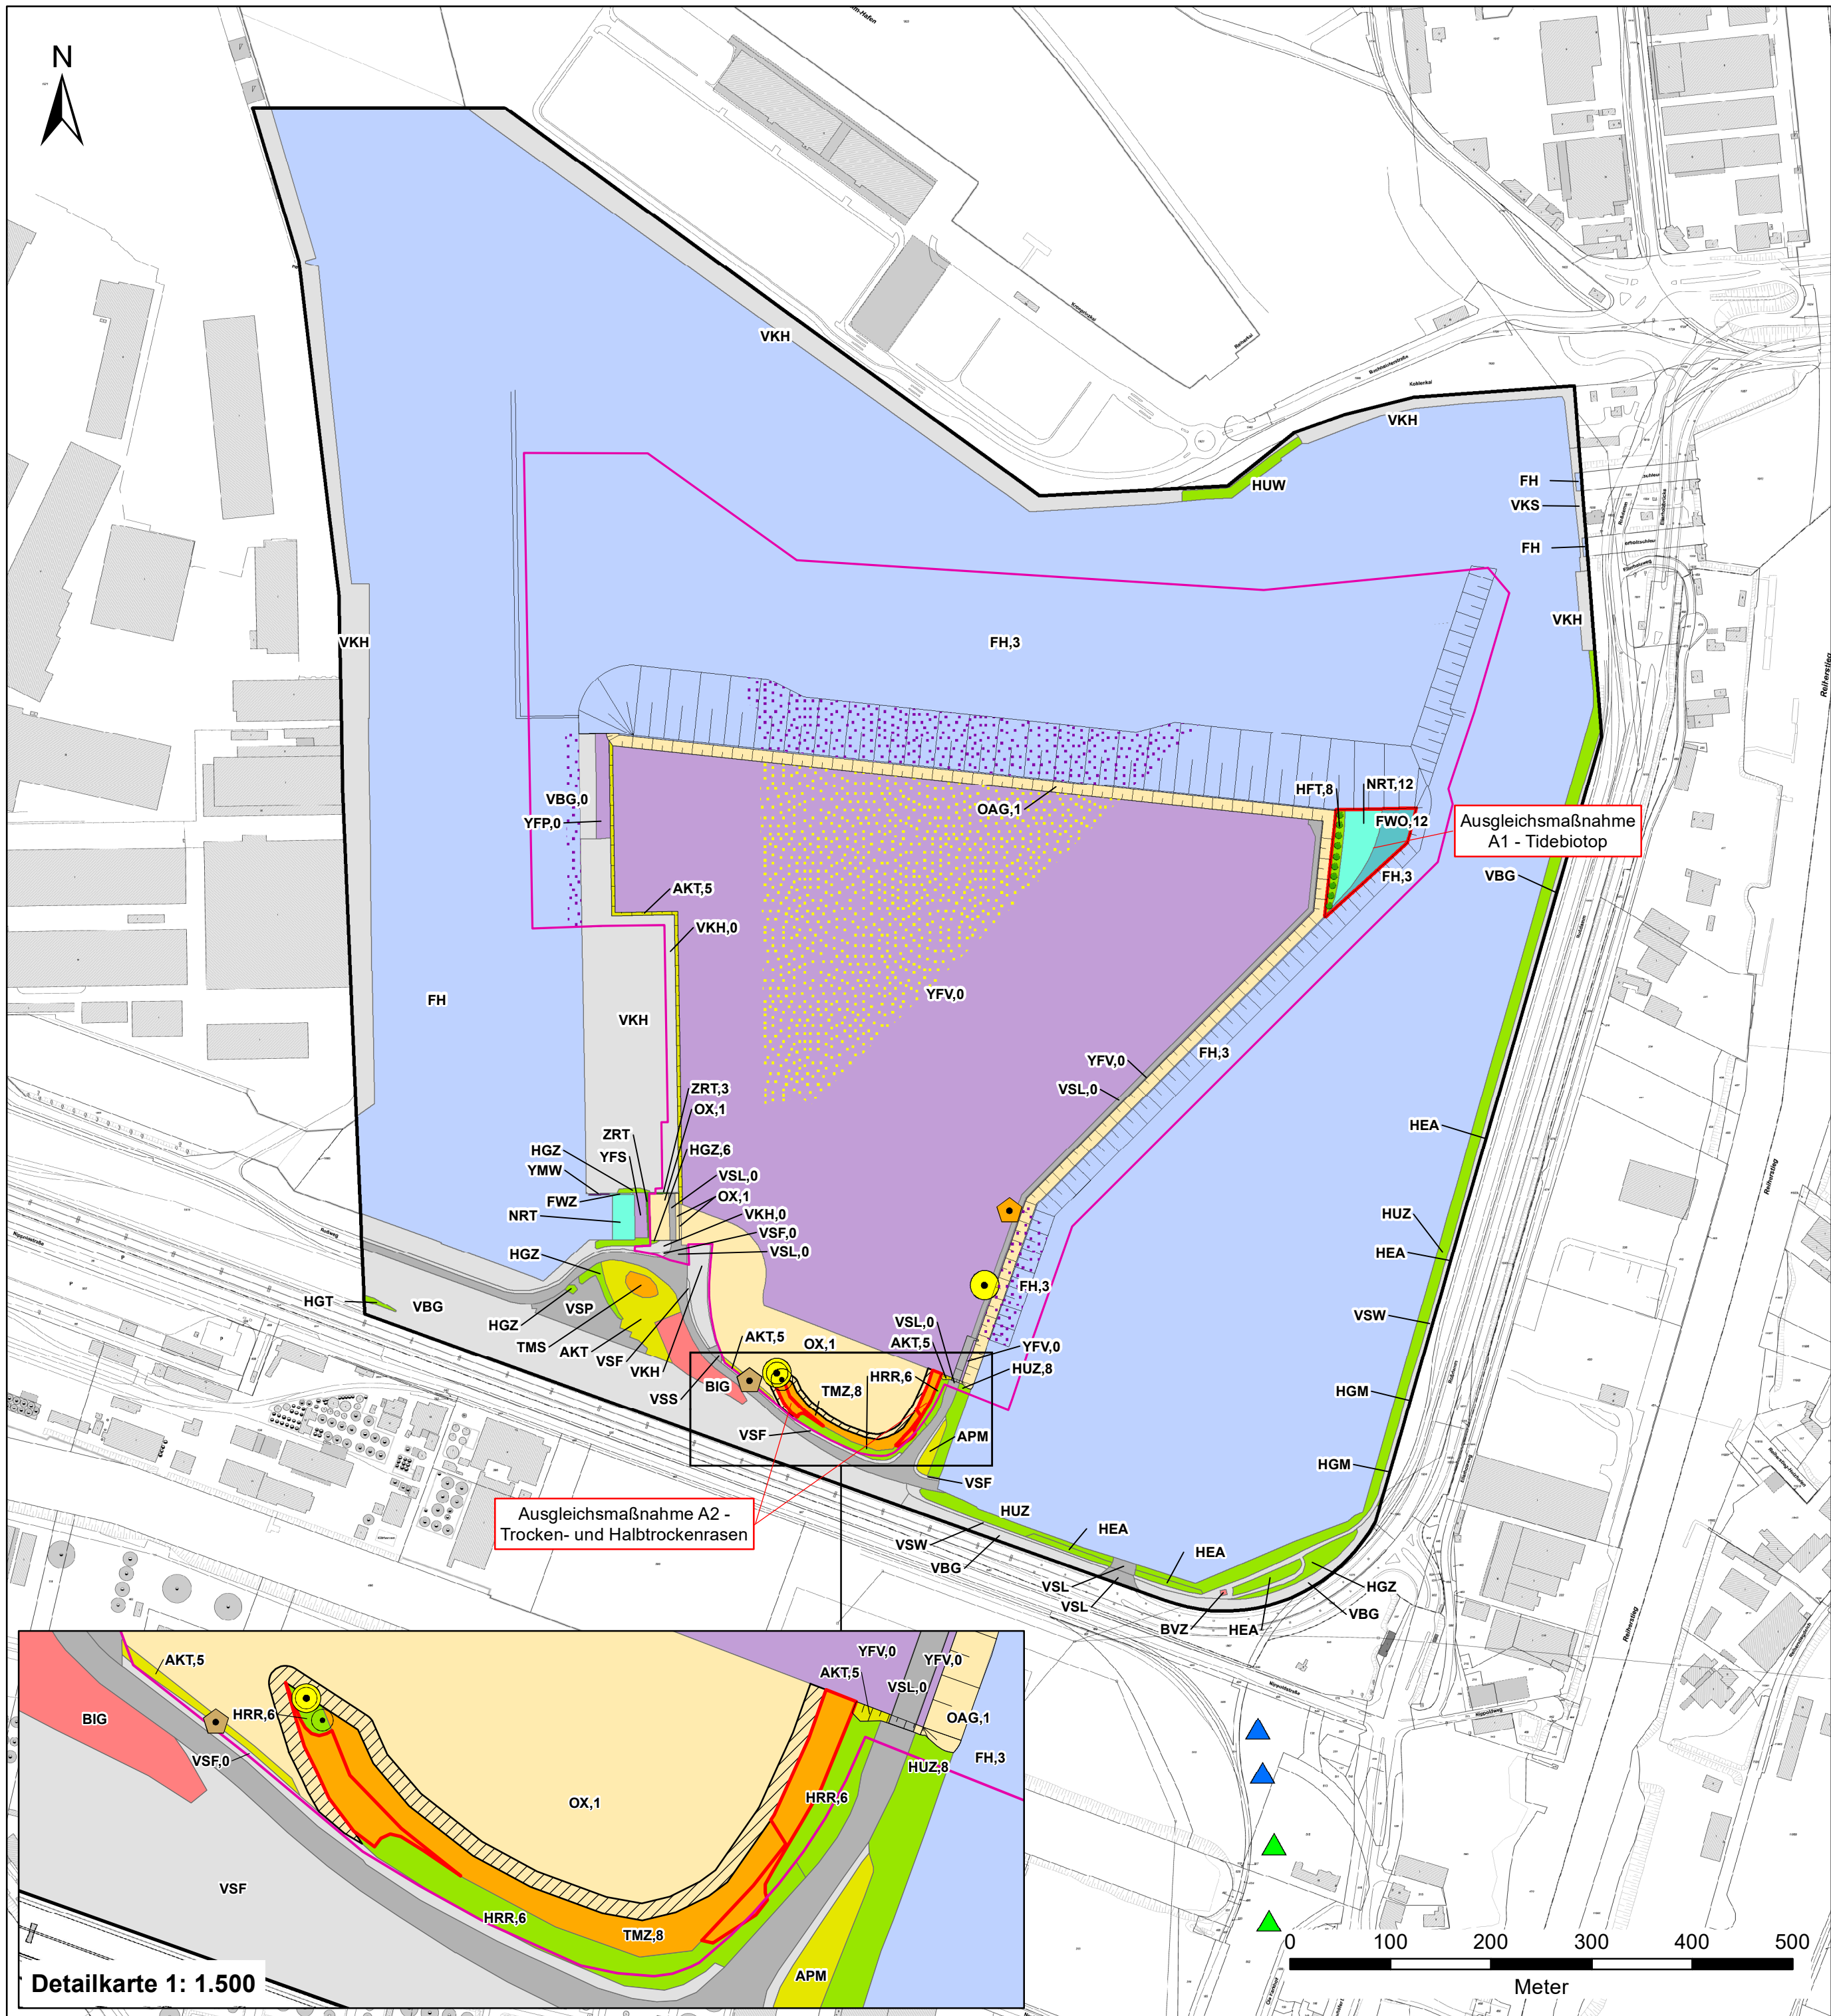 N
VKH
VKH
Kohlenkai
HUW
FH
VKS
FH
VKH
VKH
FH,3
Reiherstieg
VBG,0
YFP,0
OAG,1
HFT,8
NRT,12
FWO,12
Ausgleichsmaßnahme
A1 - Tidebiotop
FH,3
VBG
AKT,5
VKH,0
YFV,0
FH
VKH
FH,3
YFV,0
VSL,0
ZRT,3
OX,1
HEA
ZRT
HGZ
YFS
HGZ,6
YMW
VSL,0
FWZ
OX,1
NRT
VKH,0
VSF,0
HGZ
VSL,0
Reiherstieg
HUZ
HEA
FH,3
HGT
VBG
VSP
HGZ
VSW
TMS
AKT
VSF
VKH
AKT,5
OX,1
VSL,0
AKT,5
YFV,0
HUZ,8
VSS
BIG
TMZ,8
HRR,6
HGM
VSF
APM
HGM
VSF
Ausgleichsmaßnahme A2 -
Trocken- und Halbtrockenrasen
HUZ
HEA
VSW
VBG
HEA
VSL
VSL
HGZ
VBG
BVZ
HEA
Reiherstieg
Nippoldstraße
AKT,5
YFV,0
YFV,0
AKT,5
VSL,0
HRR,6
BIG
OAG,1
FH,3
VSF,0
HUZ,8
OX,1
HRR,6
VSF
HRR,6
TMZ,8
APM
Detailkarte 1: 1.500
0 100 200 300 400 500
Meter